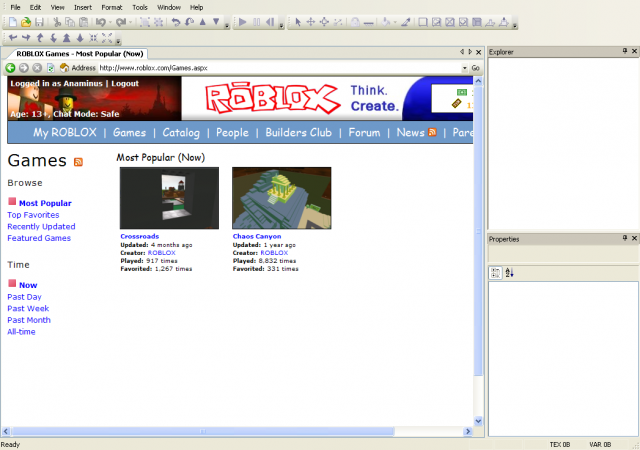 File Edit View Insert Format Tools Window Help
ROBLOX Games - Most Popular (Now)
Explorer
Address http://www.roblox.com/Games.aspx Go
Logged in as Anaminus | Logout
ROBLOX
Think.
Create.
Age: 13+, Chat Mode: Safe
My ROBLOX | Games | Catalog | People | Builders Club | Forum | News | Pare
Games
Browse
Most Popular
Top Favorites
Recently Updated
Featured Games
Time
Now
Past Day
Past Week
Past Month
All-time
Most Popular (Now)
Crossroads
Updated: 4 months ago
Creator: ROBLOX
Played: 917 times
Favorited: 1,267 times
Chaos Canyon
Updated: 1 year ago
Creator: ROBLOX
Played: 8,832 times
Favorited: 331 times
Properties
Ready
TEX 0B VAR 0B